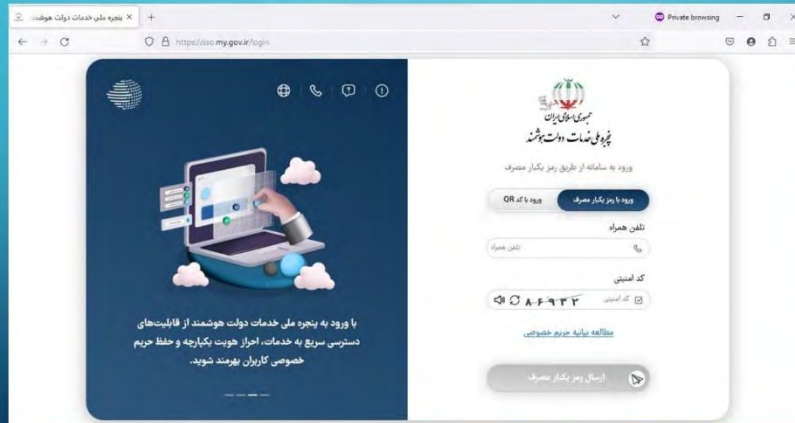 پنجره ملی خدمات دولت هوشمند
Private browsing
https://sso.my.gov.ir/login
جمهوری اسلامی ایران
پنجره ملی خدمات دولت هوشمند
ورود به سامانه از طریق رمز یکبار مصرف
ورود با رمز یکبار مصرف
ورود با کد QR
تلفن همراه
تلفن همراه
کد امنیتی
کد امنیتی
۸۶۹۳۲
مطالعه بیانیه حریم خصوصی
ارسال رمز یکبار مصرف
با ورود به پنجره ملی خدمات دولت هوشمند از قابلیت‌های
دسترسی سریع به خدمات، احراز هویت یکپارچه و حفظ حریم
خصوصی کاربران بهرمند شوید.